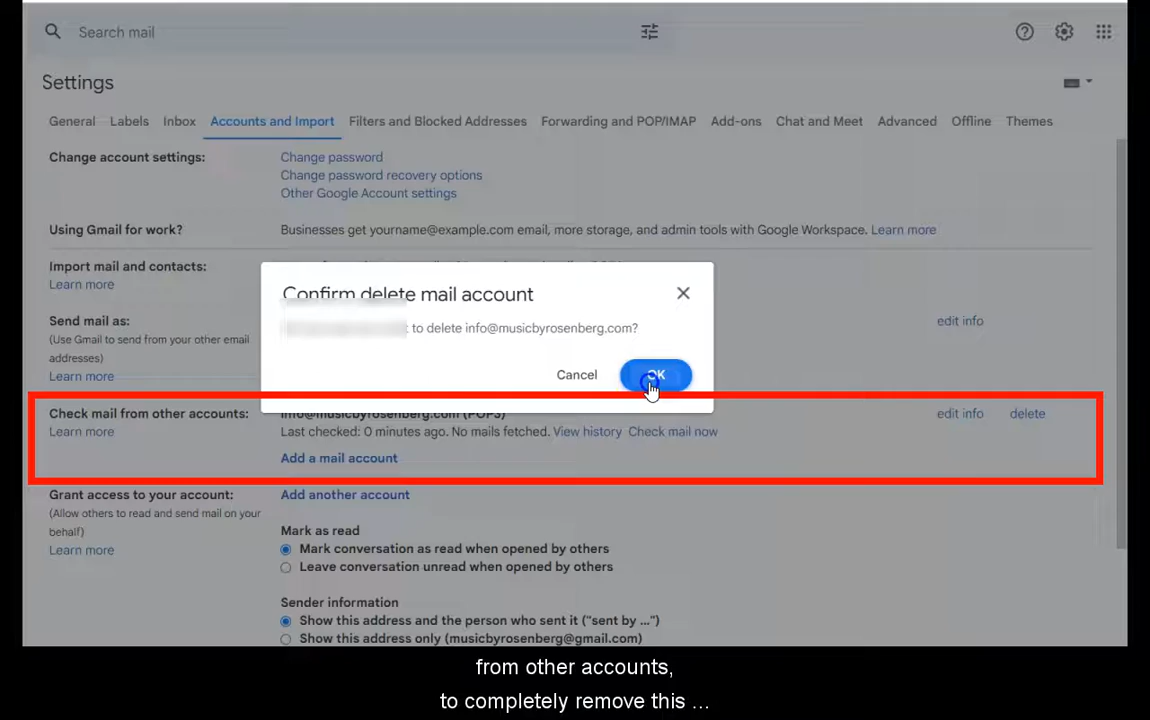 Search mail
Settings
General Labels Inbox Accounts and Import Filters and Blocked Addresses Forwarding and POP/IMAP Add-ons Chat and Meet Advanced Offline Themes
Change account settings: Change password
Change password recovery options
Other Google Account settings
Using Gmail for work? Businesses get yourname@example.com email, more storage, and admin tools with Google Workspace. Learn more
Import mail and contacts:
Learn more
Confirm delete mail account
to delete info@musicbyrosenberg.com?
Cancel OK
Send mail as: edit info
(Use Gmail to send from your other email
addresses)
Learn more
Check mail from other accounts: info@musicbyrosenberg.com (POP3) edit info delete
Learn more Last checked: 0 minutes ago. No mails fetched. View history Check mail now
Add a mail account
Grant access to your account: Add another account
(Allow others to read and send mail on your
behalf)
Learn more
Mark as read
Mark conversation as read when opened by others
Leave conversation unread when opened by others
Sender information
Show this address and the person who sent it ("sent by ...")
Show this address only (musicbyrosenberg@gmail.com)
from other accounts,
to completely remove this ...